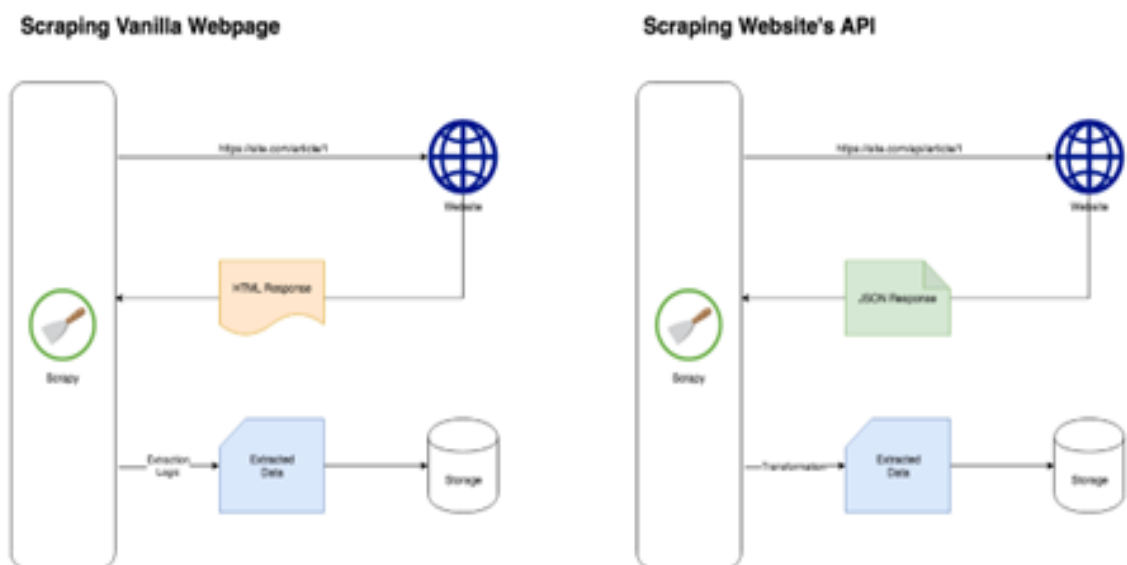 Scraping Vanilla Webpage
https://site.com/article/1
Website
HTML Response
Scrapy
Extraction
Logic
Extracted
Data
Storage
Scraping Website's API
https://site.com/api/article/1
Website
JSON Response
Scrapy
Transformation
Extracted
Data
Storage